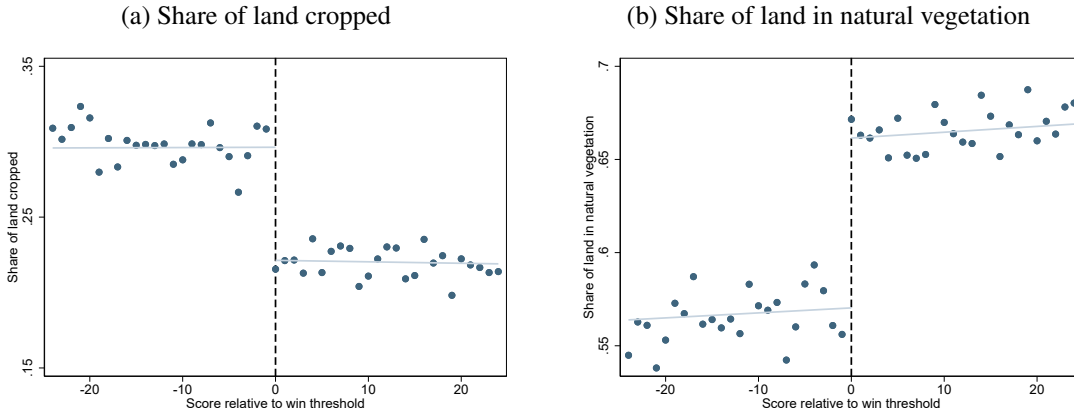 (a) Share of land cropped
(b) Share of land in natural vegetation
Share of land cropped
.35
.25
.15
-20 -10 0 10 20
Score relative to win threshold
Share of land in natural vegetation
.7
.65
.6
.55
-20 -10 0 10 20
Score relative to win threshold